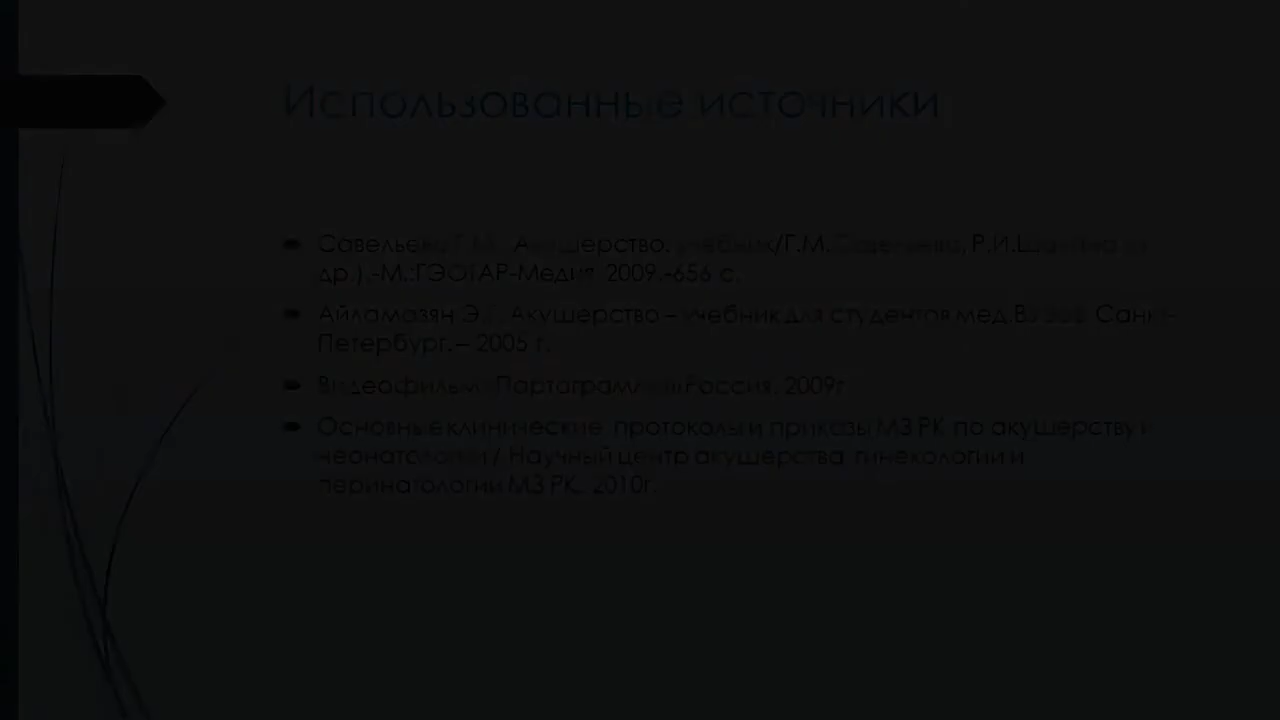 Использованные источники
Савельева Г.М. Акушерство. учебник/Г.М. Савельева, Р.И.
др.).-М.:ГЭОТАР-Медиа 2009.-656 с.
Айламазян Э. Акушерство – учебник для студентов мед. Санкт-
Петербург. – 2005 г.
Видеофильм Партограмма Россия, 2009г
Основные клинические протоколы и приказы МЗ РК по акушерству и
неонатологии / Научный центр акушерства гинекологии и
перинатологии МЗ РК. 2010г.